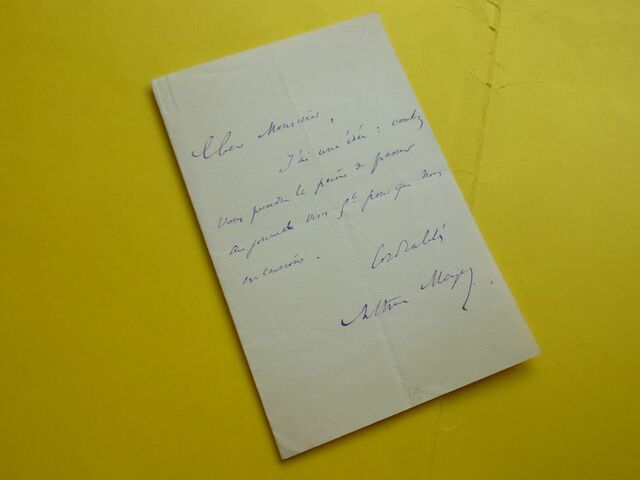 Cher Monsieur,
J'ai une idée : voulez
vous prendre la peine de passer
au journal vers
pour que nous
en causions. Cordialité
Arthur Meyer